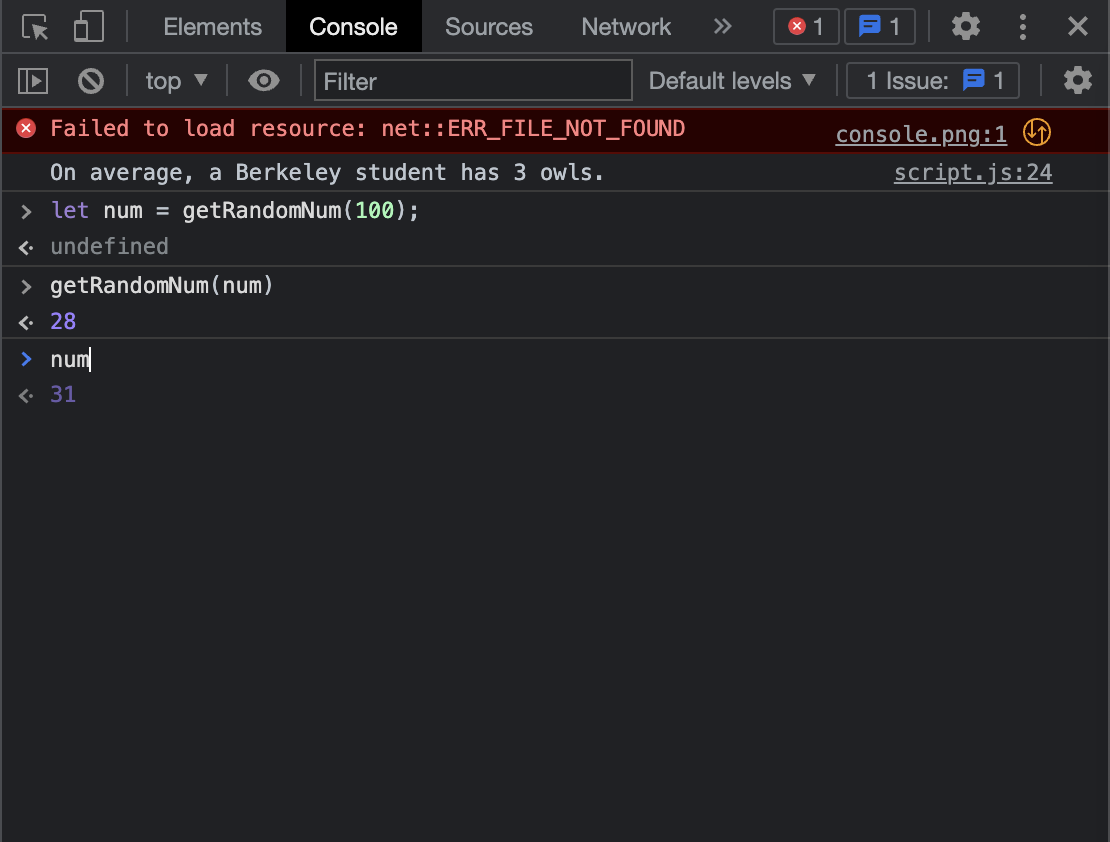 Elements Console Sources Network 1 1
top Filter Default levels 1 Issue: 1
Failed to load resource: net::ERR_FILE_NOT_FOUND console.png:1
On average, a Berkeley student has 3 owls. script.js:24
let num = getRandomNum(100);
undefined
getRandomNum(num)
28
num
31